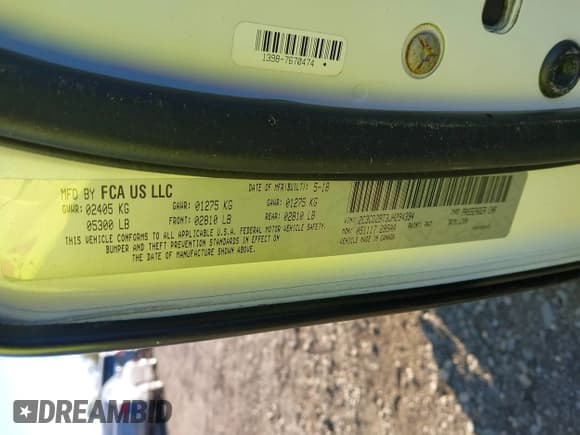 1398-7670474
MFD BY FCA US LLC
DATE OF MFR(BUILT): 5-18
GVWR: 02405 KG
GAWR: 01275 KG
GAWR: 01275 KG
05300 LB
FRONT: 02810 LB
REAR: 02810 LB
THIS VEHICLE CONFORMS TO ALL APPLICABLE U.S.A. FEDERAL MOTOR VEHICLE SAFETY,
BUMPER AND THEFT PREVENTION STANDARDS IN EFFECT ON
THE DATE OF MANUFACTURE SHOWN ABOVE.
TYPE: PASSENGER CAR
MDH: 051117
PAINT:
VEHICLE MADE IN CANADA
DREAMBID